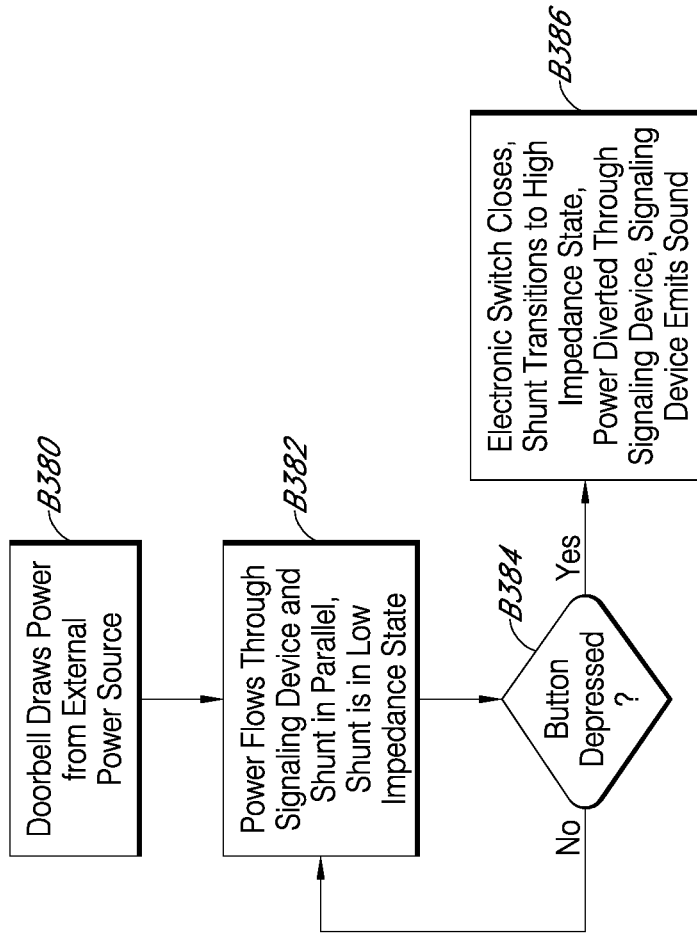 B380
Doorbell Draws Power
from External
Power Source
B382
Power Flows Through
Signaling Device and
Shunt in Parallel,
Shunt is in Low
Impedance State
B384
Button
Depressed
?
No
Yes
B386
Electronic Switch Closes,
Shunt Transitions to High
Impedance State,
Power Diverted Through
Signaling Device, Signaling
Device Emits Sound